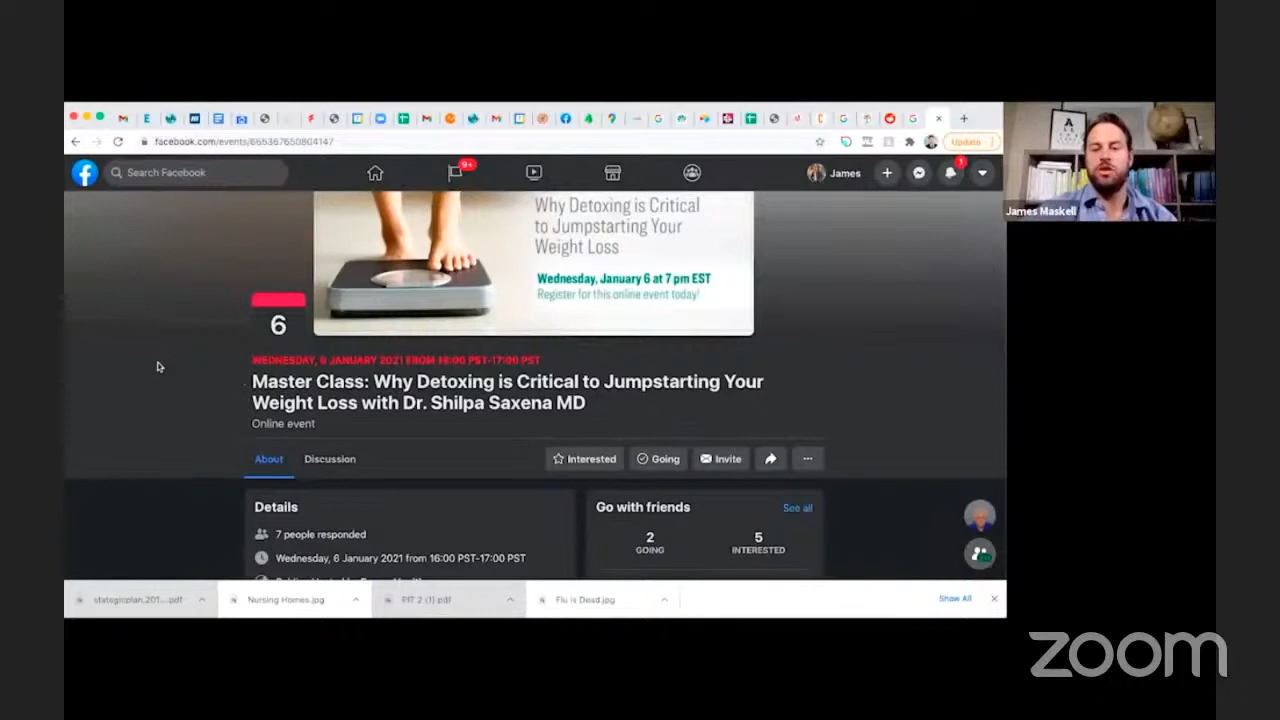 facebook.com/events/665367650804147
Update
Search Facebook
9+
James
1
James Maskell
Why Detoxing is Critical
to Jumpstarting Your
Weight Loss
Wednesday, January 6 at 7 pm EST
Register for this online event today!
6
WEDNESDAY, 6 JANUARY 2021 FROM 16:00 PST-17:00 PST
Master Class: Why Detoxing is Critical to Jumpstarting Your
Weight Loss with Dr. Shilpa Saxena MD
Online event
About
Discussion
Interested
Going
Invite
Details
7 people responded
Wednesday, 6 January 2021 from 16:00 PST-17:00 PST
Go with friends
See all
2
GOING
5
INTERESTED
stategicplan.201....pdf
Nursing Homes.jpg
PIT 2 (1).pdf
Flu is Dead.jpg
Show All
zoom